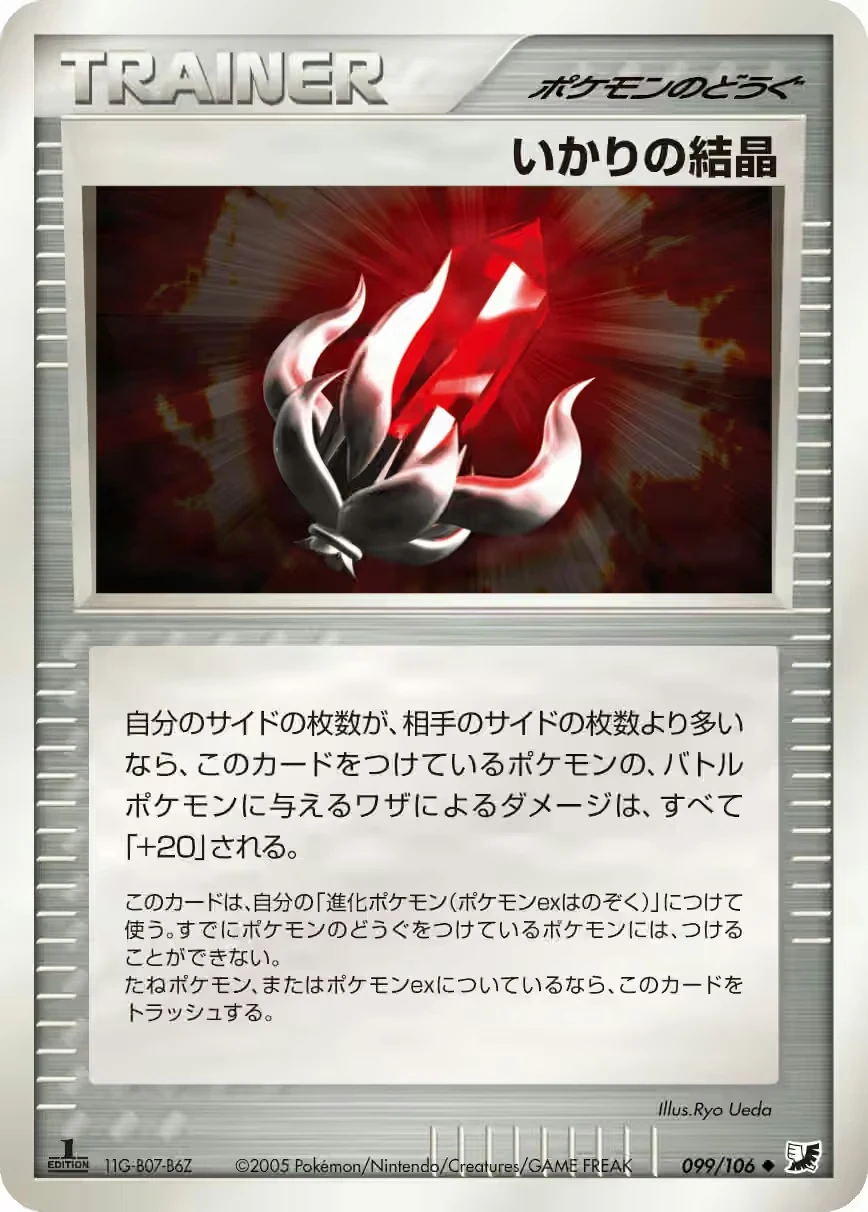 TRAINER
ポケモンのどうぐ
いかりの結晶
自分のサイドの枚数が、相手のサイドの枚数より多い
なら、このカードをつけているポケモンの、バトル
ポケモンに与えるワザによるダメージは、すべて
「+20」される。
このカードは、自分の「進化ポケモン(ポケモンexはのぞく)」につけて
使う。すでにポケモンのどうぐをつけているポケモンには、つける
ことができない。
たねポケモン、またはポケモンexについているなら、このカードを
トラッシュする。
Illus.Ryo Ueda
1 EDITION 11G-B07-B6Z ©2005 Pokémon/Nintendo/Creatures/GAME FREAK 099/106